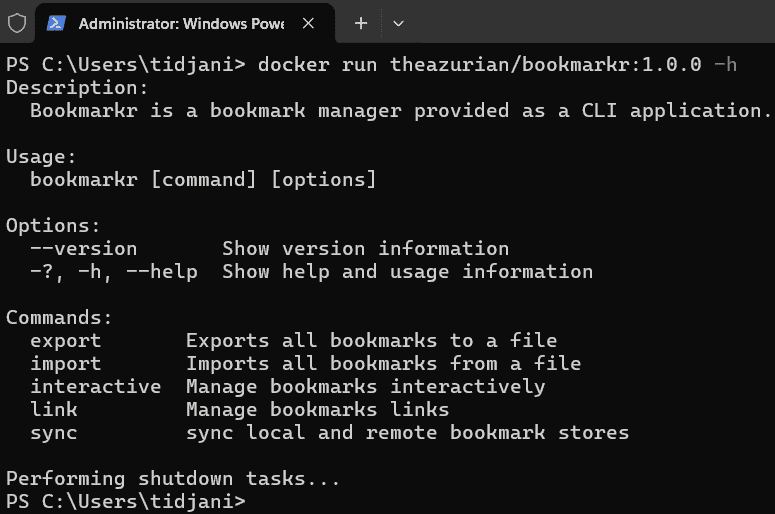 Administrator: Windows Powe
PS C:\Users\tidjani> docker run theazurian/bookmarkr:1.0.0 -h
Description:
  Bookmarkr is a bookmark manager provided as a CLI application.

Usage:
  bookmarkr [command] [options]

Options:
  --version       Show version information
  -?, -h, --help  Show help and usage information

Commands:
  export       Exports all bookmarks to a file
  import       Imports all bookmarks from a file
  interactive  Manage bookmarks interactively
  link         Manage bookmarks links
  sync         sync local and remote bookmark stores

Performing shutdown tasks...
PS C:\Users\tidjani>